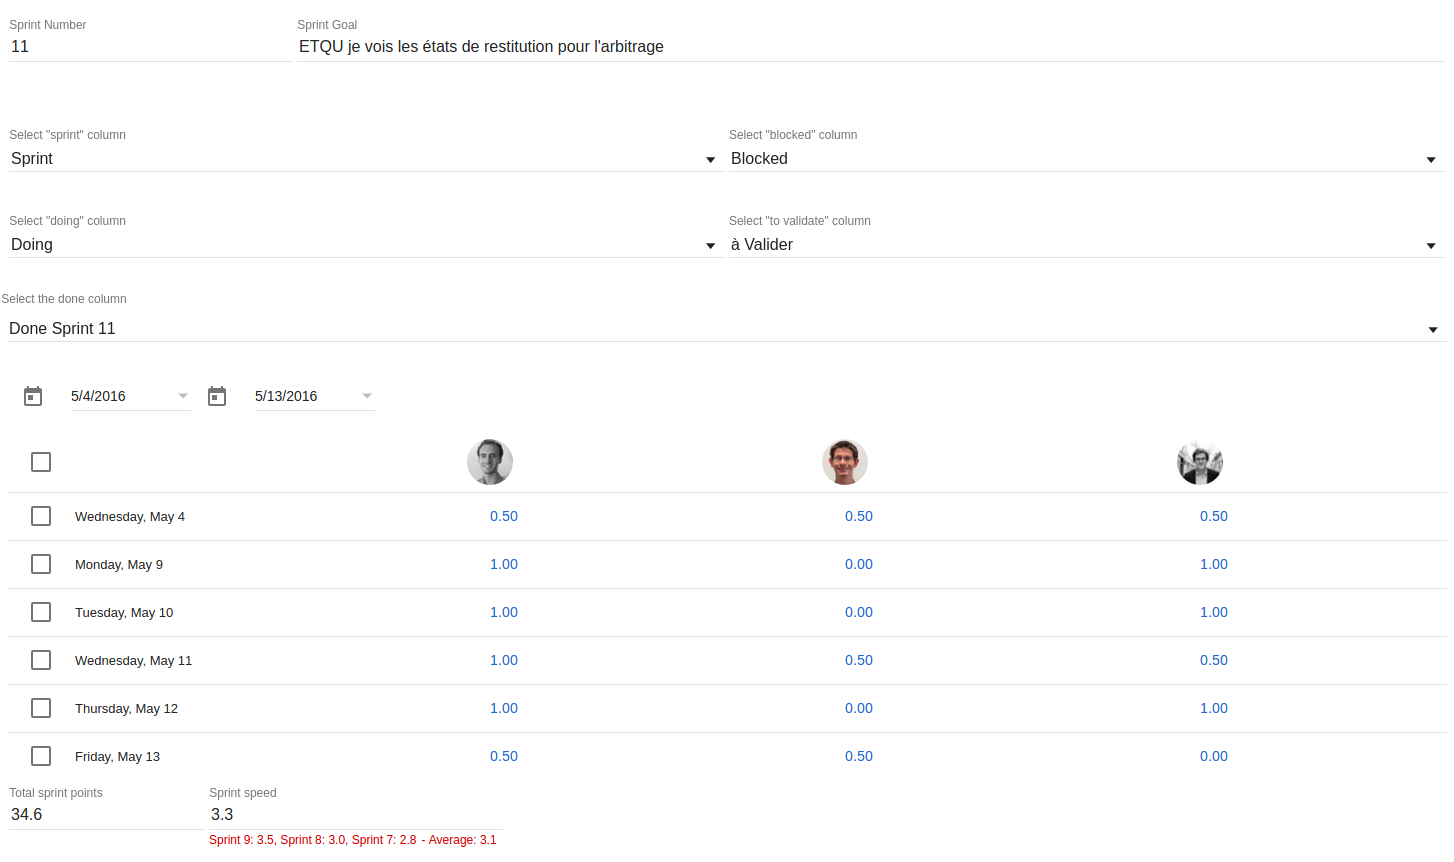 Sprint Number
11
Sprint Goal
ETQU je vois les états de restitution pour l'arbitrage
Select "sprint" column
Sprint
Select "blocked" column
Blocked
Select "doing" column
Doing
Select "to validate" column
à Valider
Select the done column
Done Sprint 11
5/4/2016 5/13/2016
Wednesday, May 4 0.50 0.50 0.50
Monday, May 9 1.00 0.00 1.00
Tuesday, May 10 1.00 0.00 1.00
Wednesday, May 11 1.00 0.50 0.50
Thursday, May 12 1.00 0.00 1.00
Friday, May 13 0.50 0.50 0.00
Total sprint points
34.6
Sprint speed
3.3
Sprint 9: 3.5, Sprint 8: 3.0, Sprint 7: 2.8 - Average: 3.1